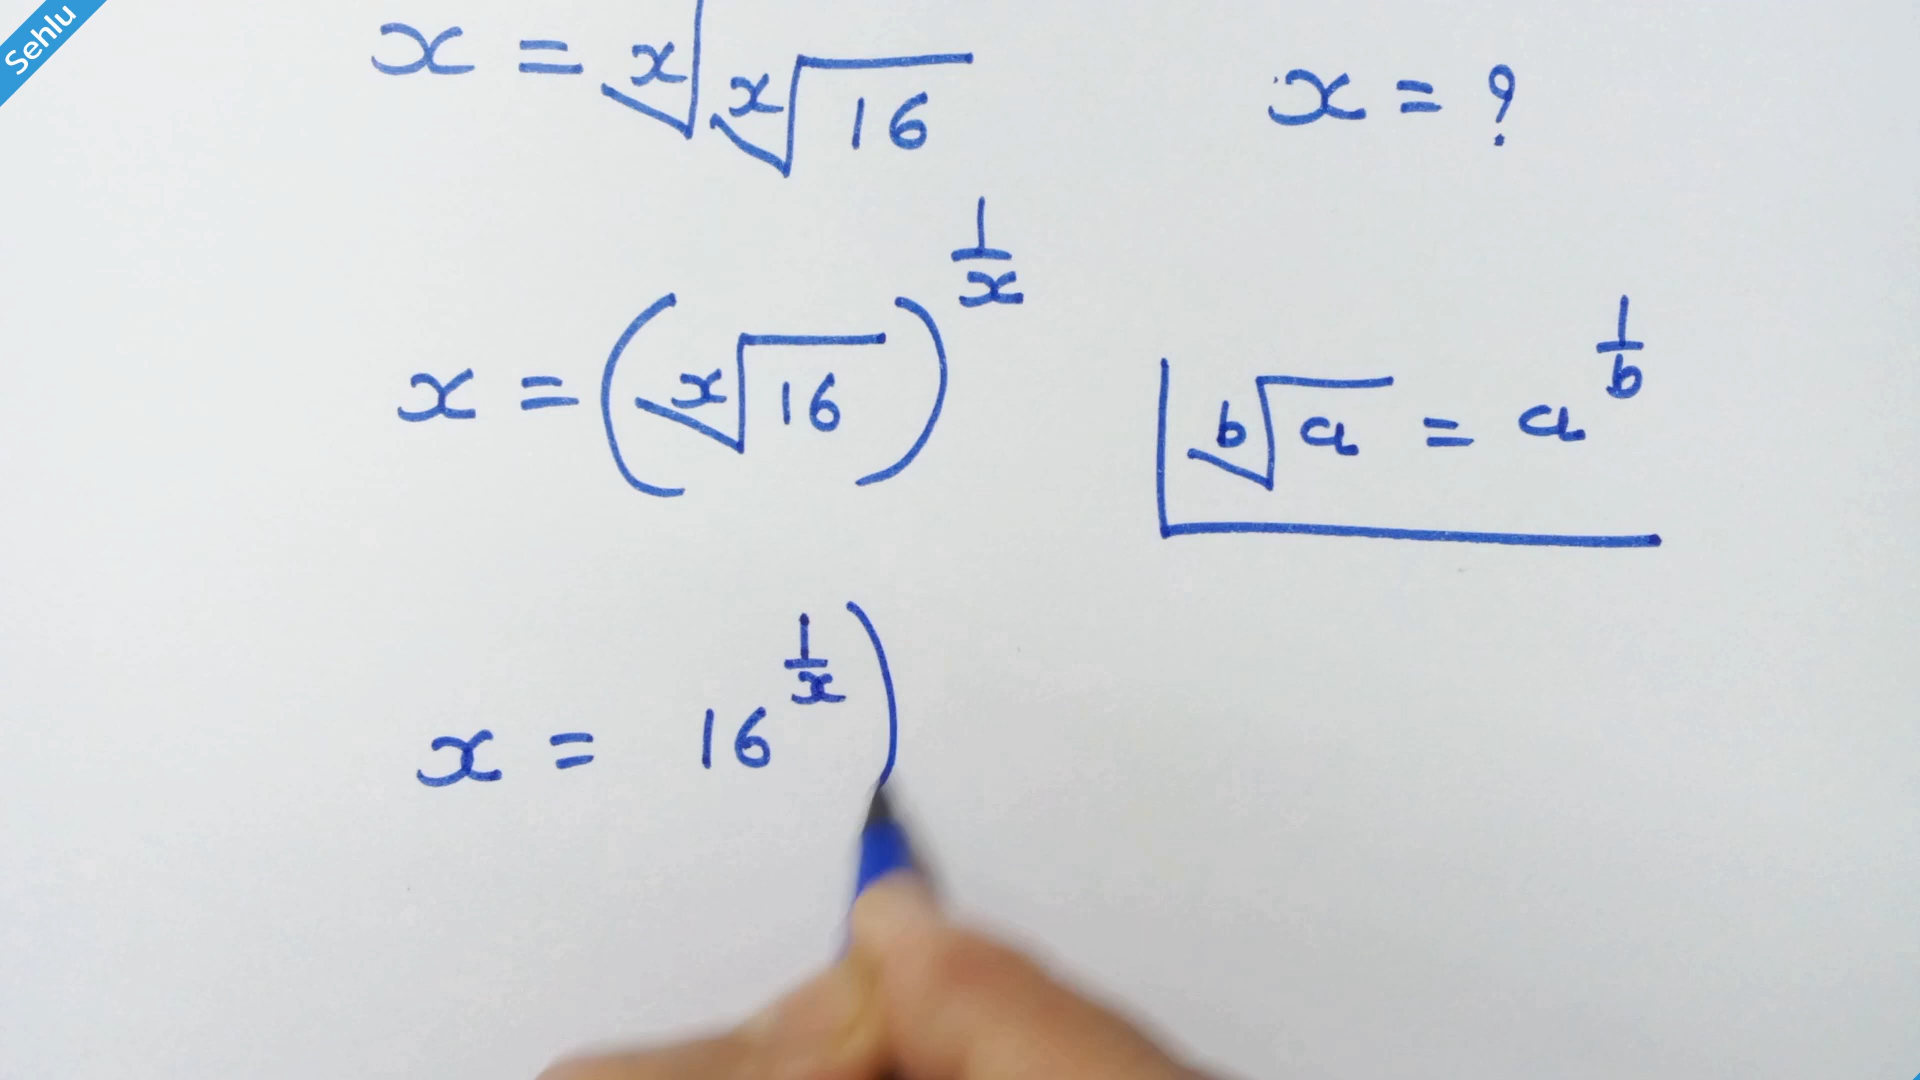 Sehlu
x = ˣ√ ˣ√16
x = ?
x = (ˣ√16)^(1/x)
ᵇ√a = a^(1/b)
x = 16^(1/x))